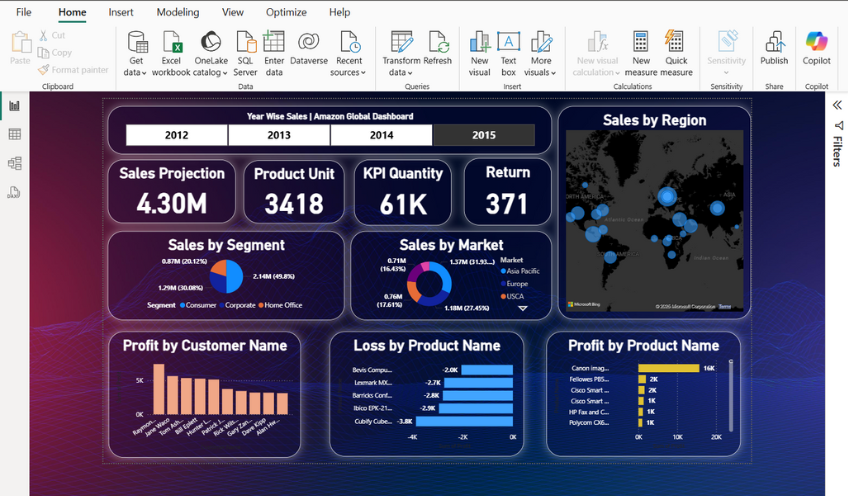 File Home Insert Modeling View Optimize Help
Paste
Cut
Copy
Format painter
Clipboard
Get data
Excel workbook
OneLake catalog
SQL Server
Enter data
Dataverse
Recent sources
Data
Transform data
Refresh
Queries
New visual
Text box
More visuals
Insert
New visual calculation
New measure
Quick measure
Calculations
Sensitivity
Sensitivity
Publish
Share
Copilot
Copilot
Filters
Year Wise Sales | Amazon Global Dashboard
2012 2013 2014 2015
Sales Projection
4.30M
Product Unit
3418
KPI Quantity
61K
Return
371
Sales by Region
NORTH AMERICA
ASIA
Atlantic Ocean
Indian Ocean
Microsoft Bing
© 2026 Microsoft Corporation Terms
Sales by Segment
0.87M (20.12%)
2.14M (49.8%)
1.29M (30.08%)
Segment Consumer Corporate Home Office
Sales by Market
0.71M
(16.43%)
1.37M (31.93...)
0.76M
(17.61%)
1.18M (27.45%)
Market
Asia Pacific
Europe
USCA
Profit by Customer Name
5K
0K
Raymon...
Jane Waco
Tom Ash...
Bill Eplett
Hunter L...
Patrick J...
Rick Wils...
Gary Zan...
Dave Kipp
Alan Hw...
Loss by Product Name
Bevis Compu... -2.0K
Lexmark MX... -2.7K
Barricks Conf... -2.8K
Ibico EPK-21... -2.9K
Cubify Cube... -3.8K
-4K -2K 0K
Profit by Product Name
Canon imag... 16K
Fellowes PB5... 2K
Cisco Smart ... 2K
Cisco Smart ... 1K
HP Fax and C... 1K
Polycom CX6... 1K
0K 10K 20K